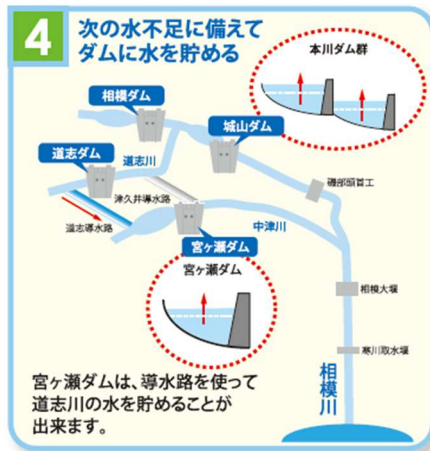 4
次の水不足に備えて
ダムに水を貯める
本川ダム群
相模ダム
城山ダム
道志ダム
道志川
津久井導水路
磯部頭首工
道志導水路
中津川
宮ヶ瀬ダム
宮ヶ瀬ダム
相模大堰
寒川取水堰
相模川
宮ヶ瀬ダムは、導水路を使って
道志川の水を貯めることが
出来ます。